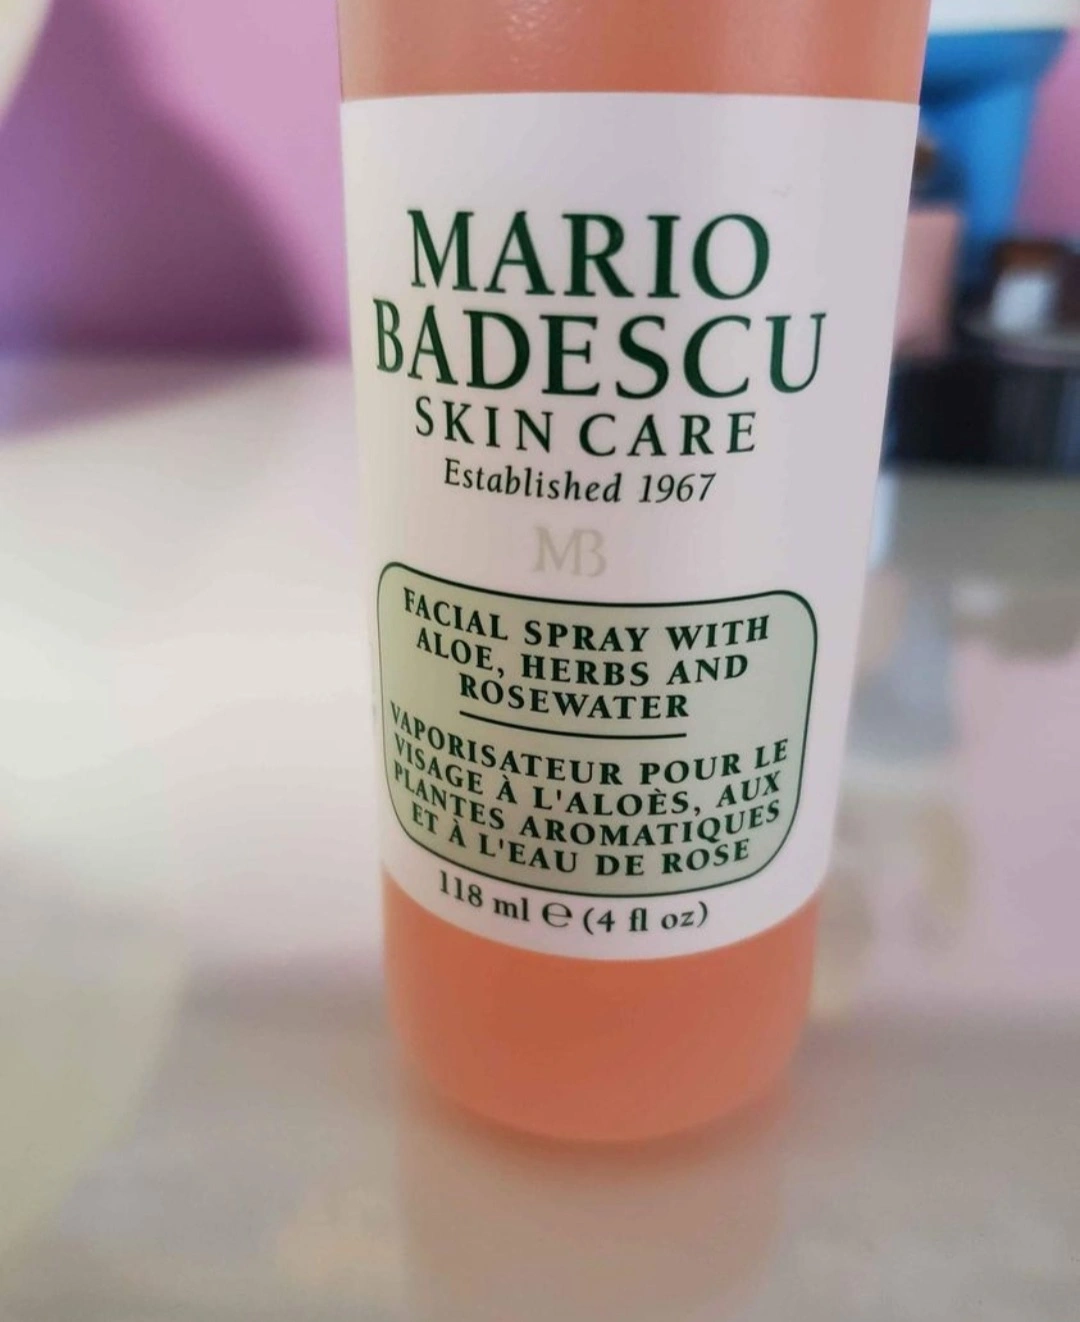 MARIO
BADESCU
SKIN CARE
Established 1967
MB
FACIAL SPRAY WITH
ALOE, HERBS AND
ROSEWATER
VAPORISATEUR POUR LE
VISAGE À L'ALOÈS, AUX
PLANTES AROMATIQUES
ET À L'EAU DE ROSE
118 ml ℮ (4 fl oz)